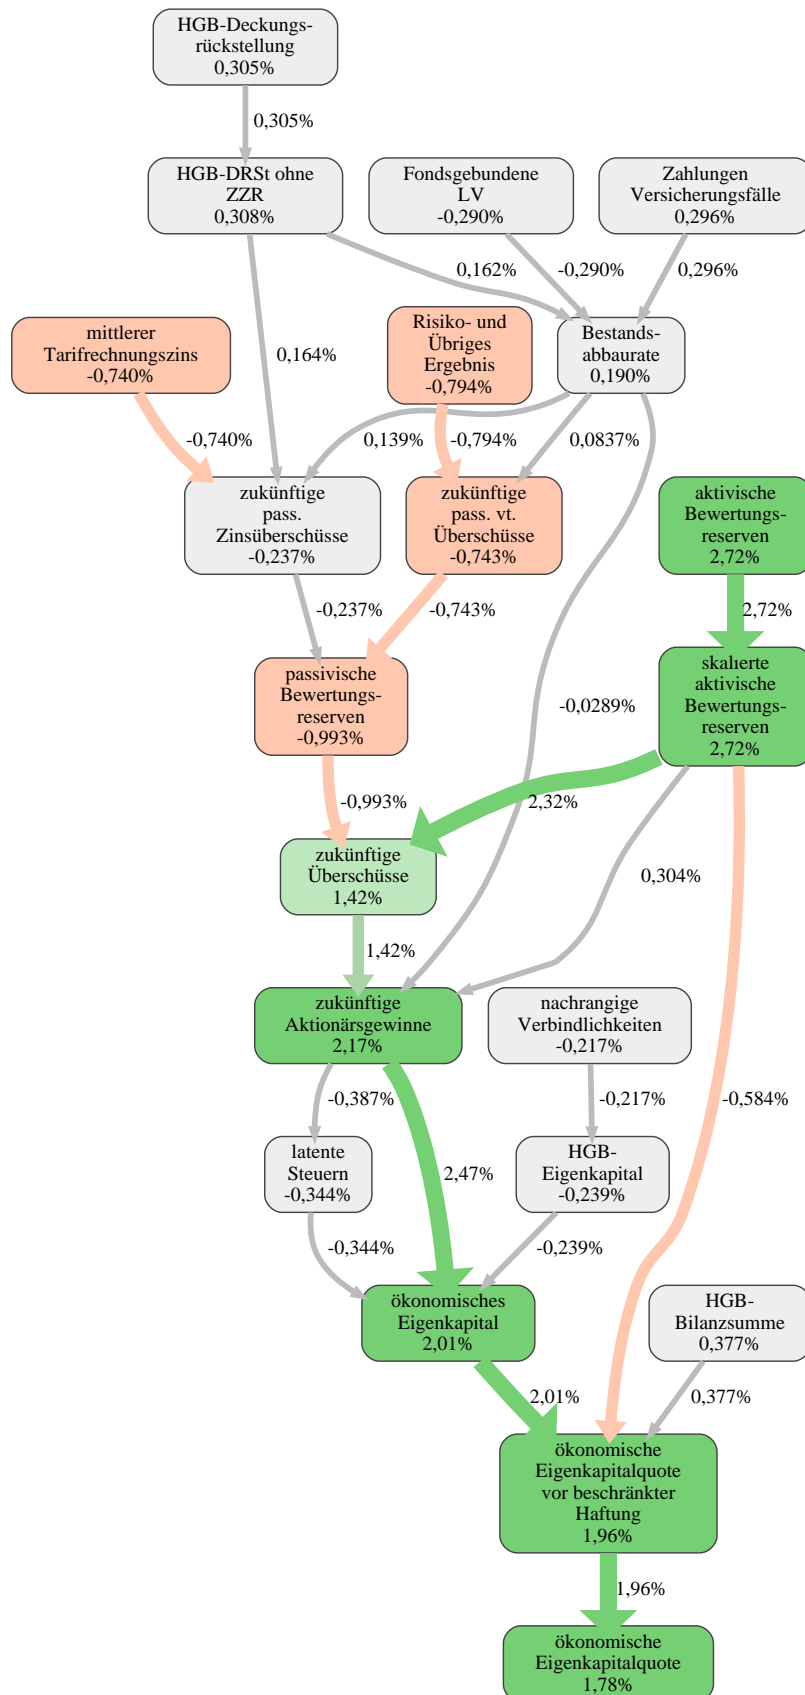 HGB-Deckungs-
rückstellung
0,305%
0,305%
HGB-DRSt ohne
ZZR
0,308%
Fondsgebundene
LV
-0,290%
Zahlungen
Versicherungsfälle
0,296%
0,162%
-0,290%
0,296%
mittlerer
Tarifrechnungszins
-0,740%
0,164%
Risiko- und
Übriges
Ergebnis
-0,794%
Bestands-
abbaurate
0,190%
-0,740%
0,139%
-0,794%
0,0837%
zukünftige
pass.
Zinsüberschüsse
-0,237%
zukünftige
pass. vt.
Überschüsse
-0,743%
aktivische
Bewertungs-
reserven
2,72%
-0,237%
-0,743%
2,72%
passivische
Bewertungs-
reserven
-0,993%
-0,0289%
skalierte
aktivische
Bewertungs-
reserven
2,72%
-0,993%
2,32%
zukünftige
Überschüsse
1,42%
0,304%
1,42%
zukünftige
Aktionärsgewinne
2,17%
nachrangige
Verbindlichkeiten
-0,217%
-0,387%
-0,217%
-0,584%
latente
Steuern
-0,344%
2,47%
HGB-
Eigenkapital
-0,239%
-0,344%
-0,239%
ökonomisches
Eigenkapital
2,01%
HGB-
Bilanzsumme
0,377%
2,01%
0,377%
ökonomische
Eigenkapitalquote
vor beschränkter
Haftung
1,96%
1,96%
ökonomische
Eigenkapitalquote
1,78%